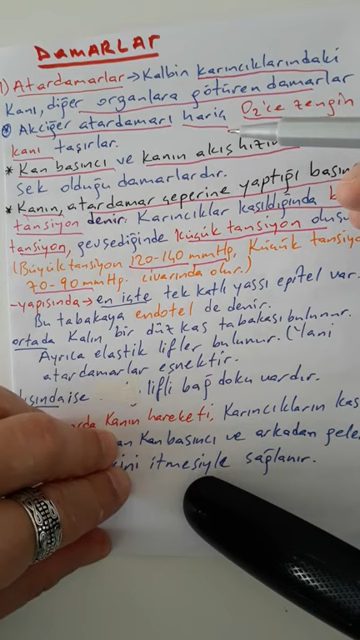 DAMARLAR
1) Atardamarlar → Kalbin karıncıklarındaki
Kanı, diğer organlara götüren damarlar
* Akciğer atardamarı hariç O2'ce zengin
kanı taşırlar.
* Kan basıncı ve kanın akış hızının
sek olduğu damarlardır.
* Kanın, atardamar çeperine yaptığı basın
tansiyon denir. Karıncıklar kasıldığında b
tansiyon, gevşediğinde küçük tansiyon oluşu
(Büyük tansiyon 120-140 mmHg, Küçük tansiyo
70-90 mmHg. civarında olur.)
-yapısında → en içte tek katlı yassı epitel var.
Bu tabakaya endotel de denir.
ortada kalın, bir düz kas tabakası bulunur.
Ayrıca elastik lifler bulunur. (Yani
atardamarlar esnektir.
ise lifli bağ doku vardır.
Kanın hareketi, Karıncıkların kas
Kan basıncı ve arkadan gele
itmesiyle sağlanır.